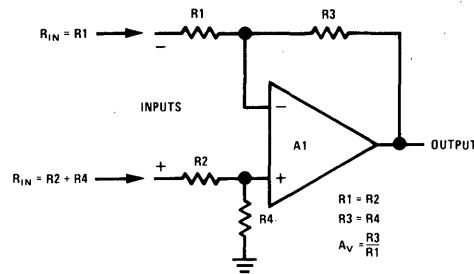 R1
R3
RIN = R1
−
INPUTS
−
A1
OUTPUT
+
R2
+
RIN = R2 + R4
R4
R1 = R2
R3 = R4
AV = R3/R1